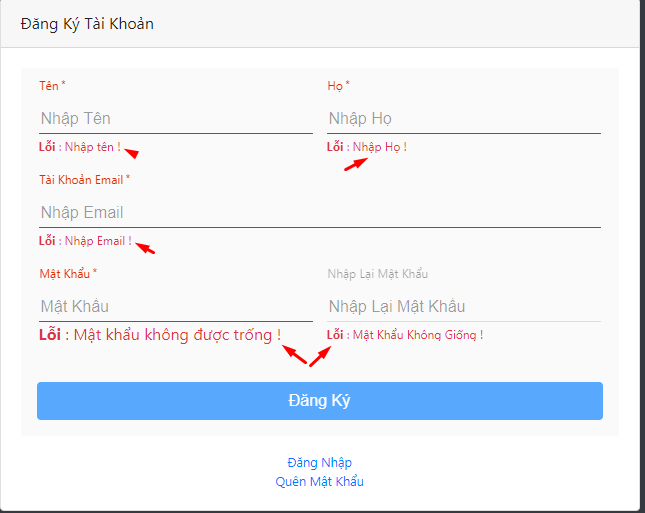 Đăng Ký Tài Khoản
Tên * Họ *
Nhập Tên Nhập Họ
Lỗi : Nhập tên ! Lỗi : Nhập Họ !
Tài Khoản Email *
Nhập Email
Lỗi : Nhập Email !
Mật Khẩu * Nhập Lại Mật Khẩu
Mật Khẩu Nhập Lại Mật Khẩu
Lỗi : Mật khẩu không được trống ! Lỗi : Mật Khẩu Không Giống !
Đăng Ký
Đăng Nhập
Quên Mật Khẩu